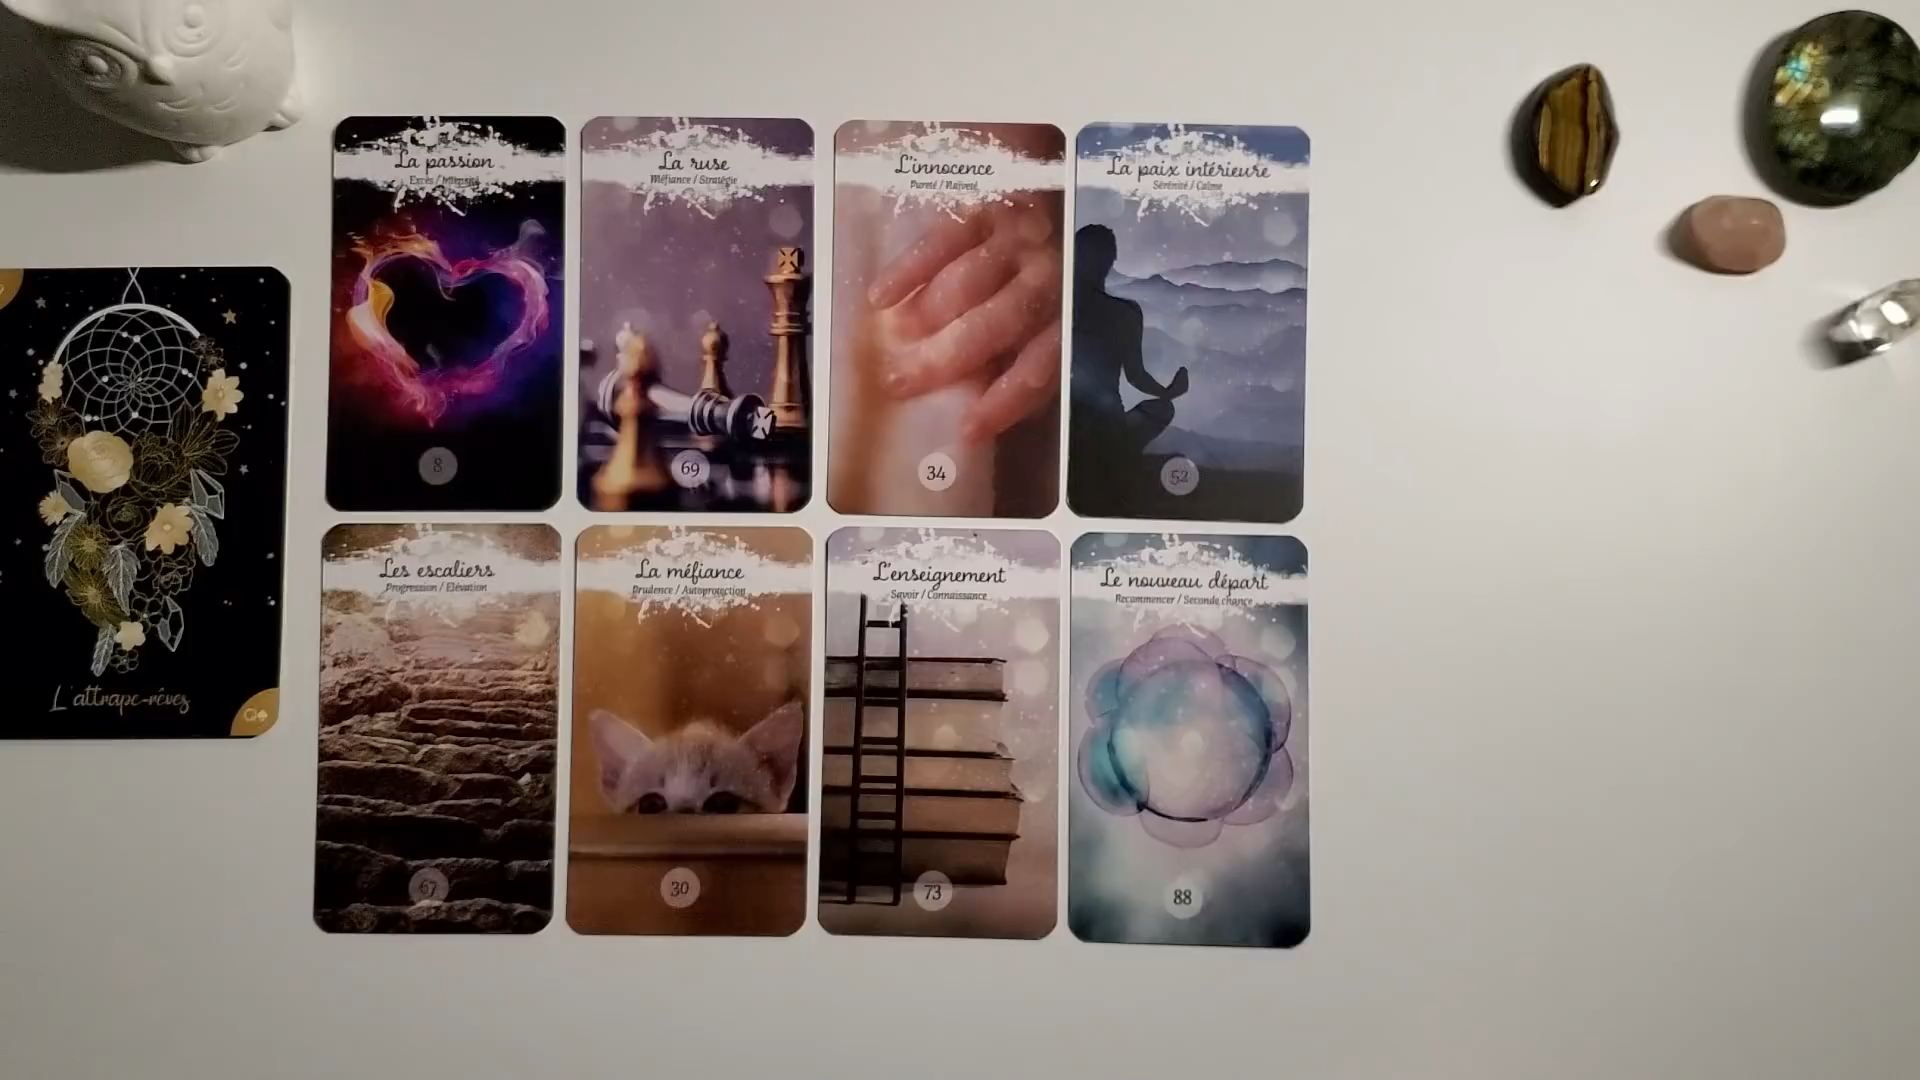 La passion
Excès / Intensité
8
La ruse
Méfiance / Stratégie
69
L'innocence
Pureté / Naïveté
34
La paix intérieure
Sérénité / Calme
52
L'attrape-rêves
Q♠
Les escaliers
Progression / Elévation
67
La méfiance
Prudence / Autoprotection
30
L'enseignement
Savoir / Connaissance
73
Le nouveau départ
Recommencer / Seconde chance
88